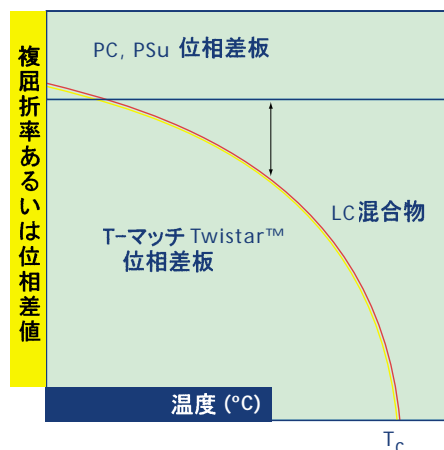 複屈折率あるいは位相差値
PC, PSu 位相差板
LC混合物
T-マッチ Twistar™
位相差板
温度 (°C)
Tc